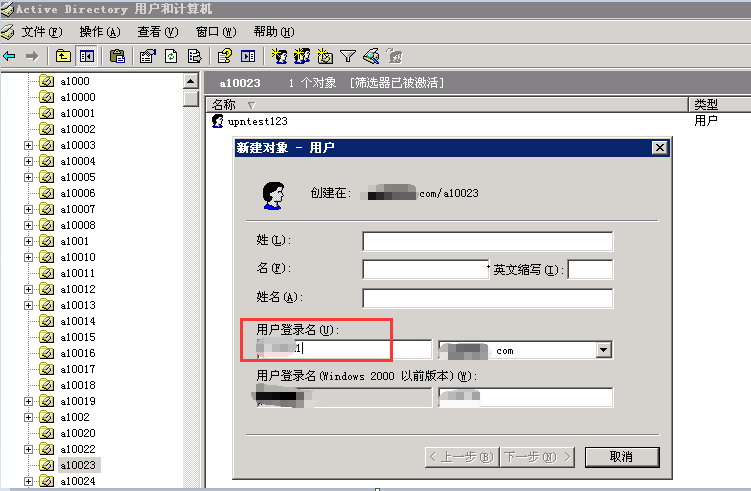 Active Directory 用户和计算机
文件(F) 操作(A) 查看(V) 窗口(W) 帮助(H)
a1000
a10000
a10001
a10002
a10003
a10004
a10005
a10006
a10007
a10008
a1001
a10010
a10011
a10012
a10013
a10014
a10015
a10016
a10017
a10018
a10019
a1002
a10020
a10022
a10023
a10024
a10023 1 个对象 [筛选器已被激活]
名称 类型
upntest123 用户
新建对象 - 用户
创建在: com/a10023
姓(L):
名(F): 英文缩写(I):
姓名(A):
用户登录名(U):
1 com
用户登录名(Windows 2000 以前版本)(W):
< 上一步(B) 下一步(N) > 取消